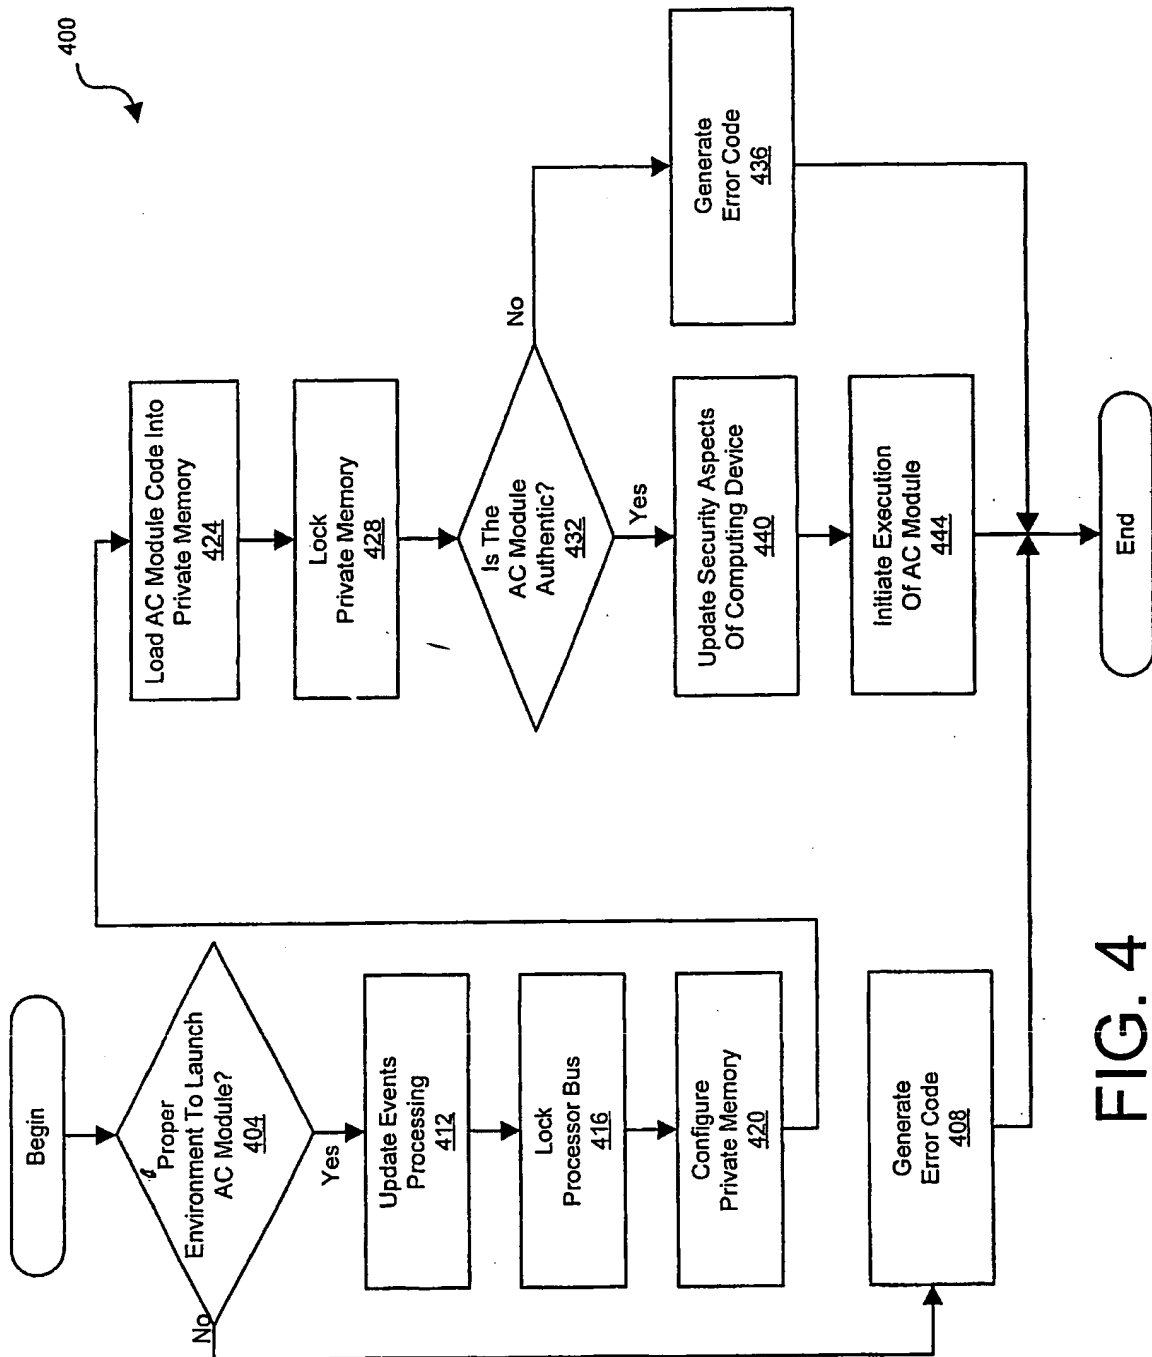 400
Begin
Proper
Environment To Launch
AC Module?
404
No
Yes
Update Events
Processing
412
Lock
Processor Bus
416
Configure
Private Memory
420
Generate
Error Code
408
Load AC Module Code Into
Private Memory
424
Lock
Private Memory
428
Is The
AC Module
Authentic?
432
No
Yes
Generate
Error Code
436
Update Security Aspects
Of Computing Device
440
Initiate Execution
Of AC Module
444
End
FIG. 4